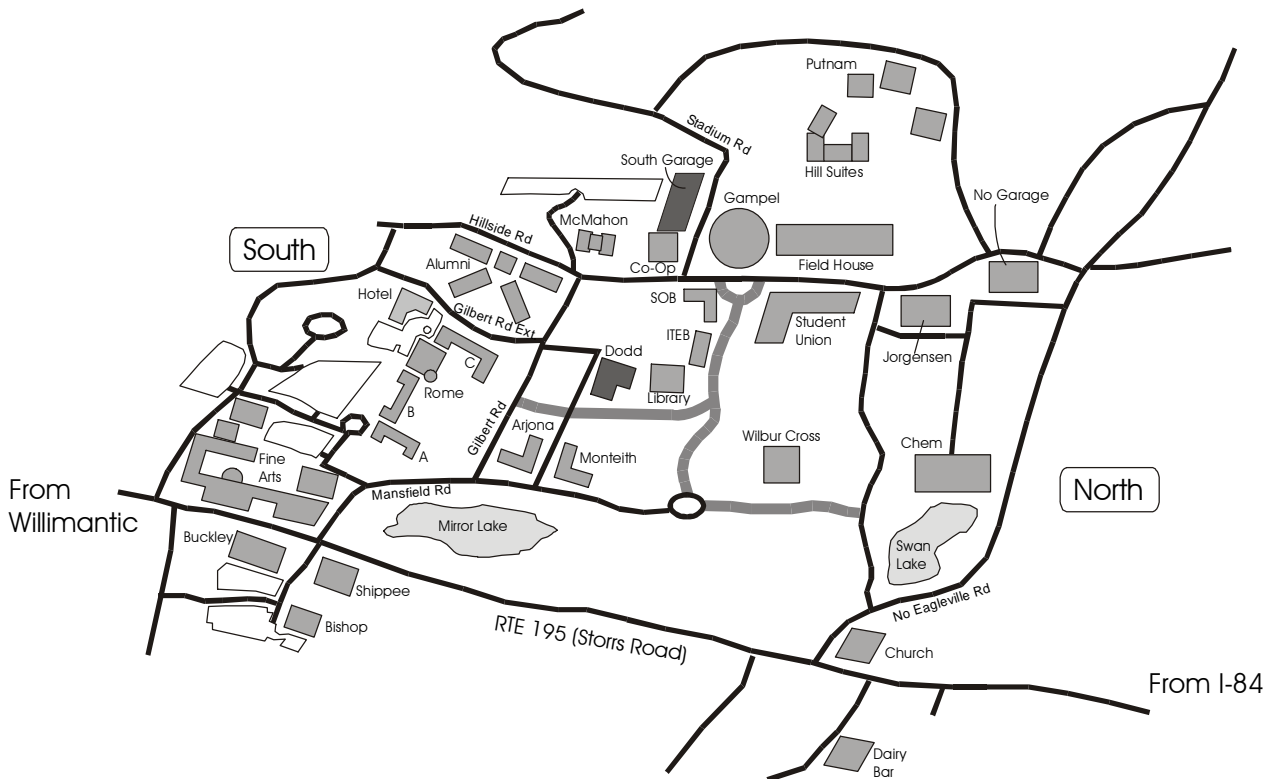 Putnam
Stadium Rd
South Garage
Hill Suites
No Garage
Gampel
McMahon
Hillside Rd
South
Co-Op
Field House
Alumni
Hotel
SOB
Gilbert Rd Ext
Student
Union
ITEB
Jorgensen
Dodd
C
Rome
Library
B
Gilbert Rd
Arjona
Wilbur Cross
Chem
A
Monteith
Fine
Arts
From
Willimantic
Mansfield Rd
North
Mirror Lake
Buckley
Swan
Lake
Shippee
No Eagleville Rd
Bishop
RTE 195 (Storrs Road)
Church
From I-84
Dairy
Bar